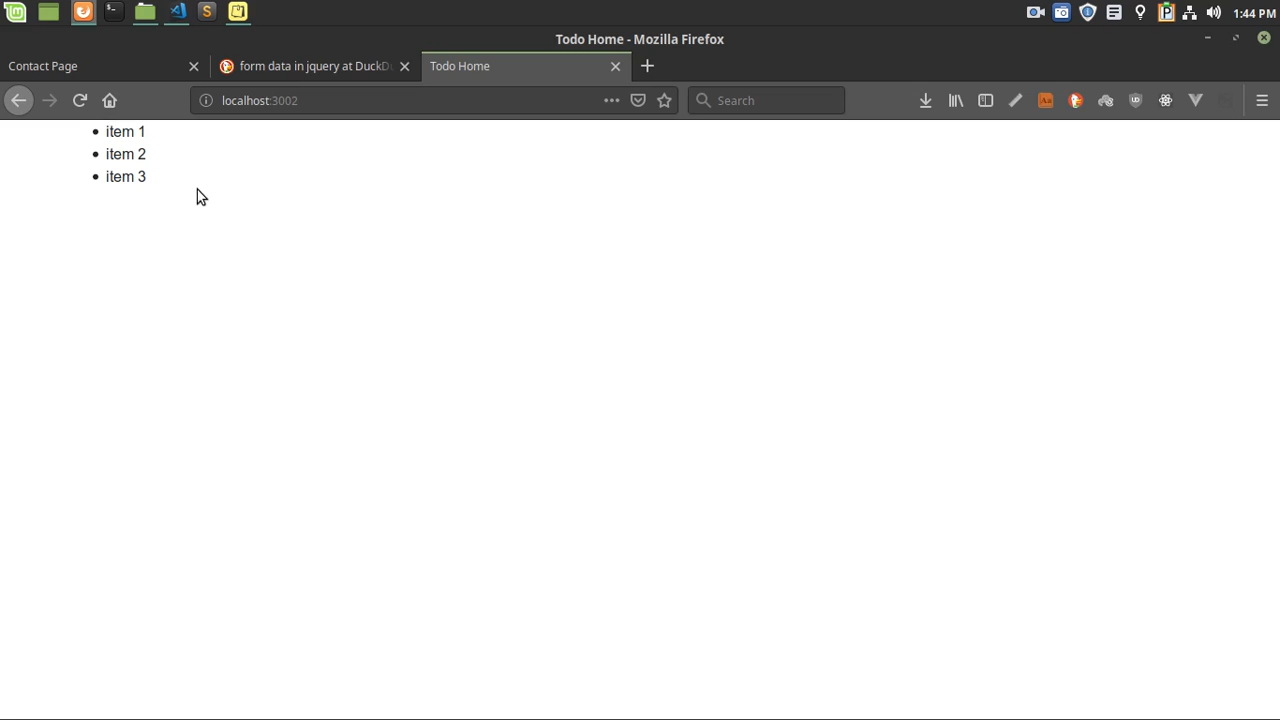 1:44 PM
Todo Home - Mozilla Firefox
Contact Page
form data in jquery at DuckD
Todo Home
localhost:3002
Search
• item 1
• item 2
• item 3